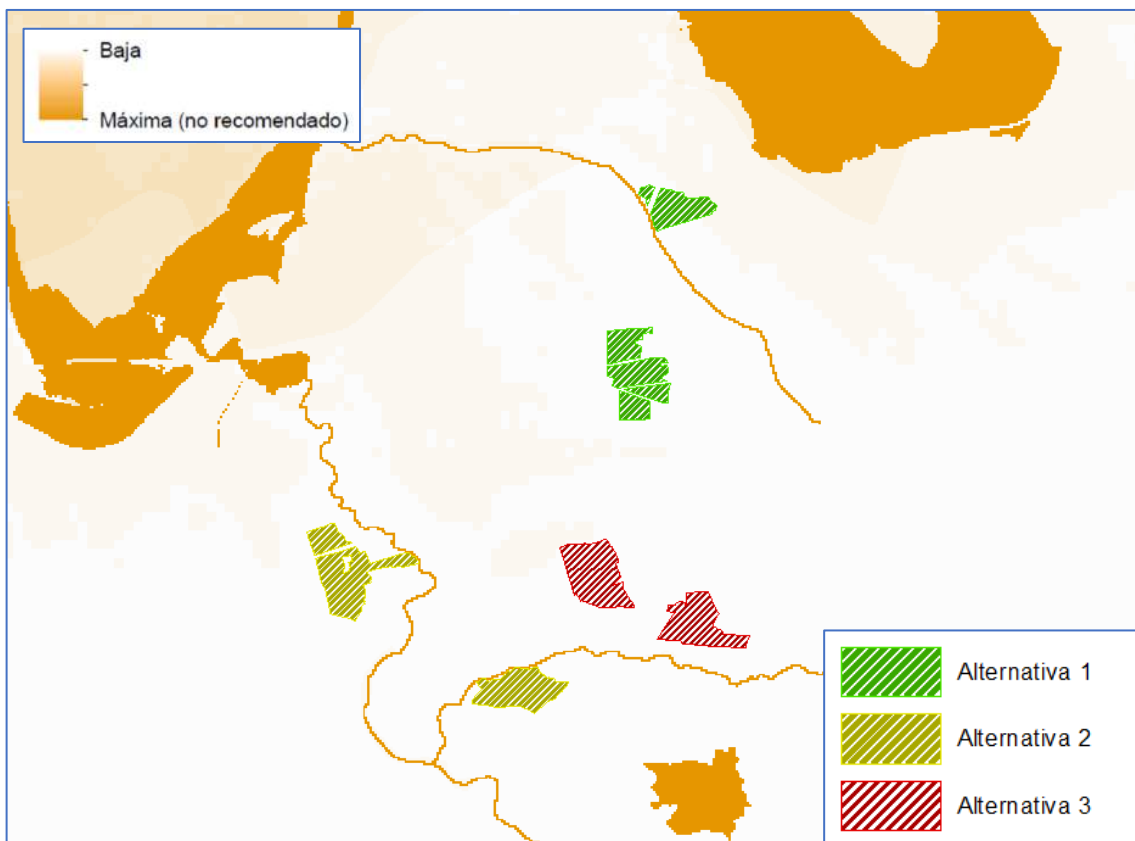 Baja
Máxima (no recomendado)
Alternativa 1
Alternativa 2
Alternativa 3